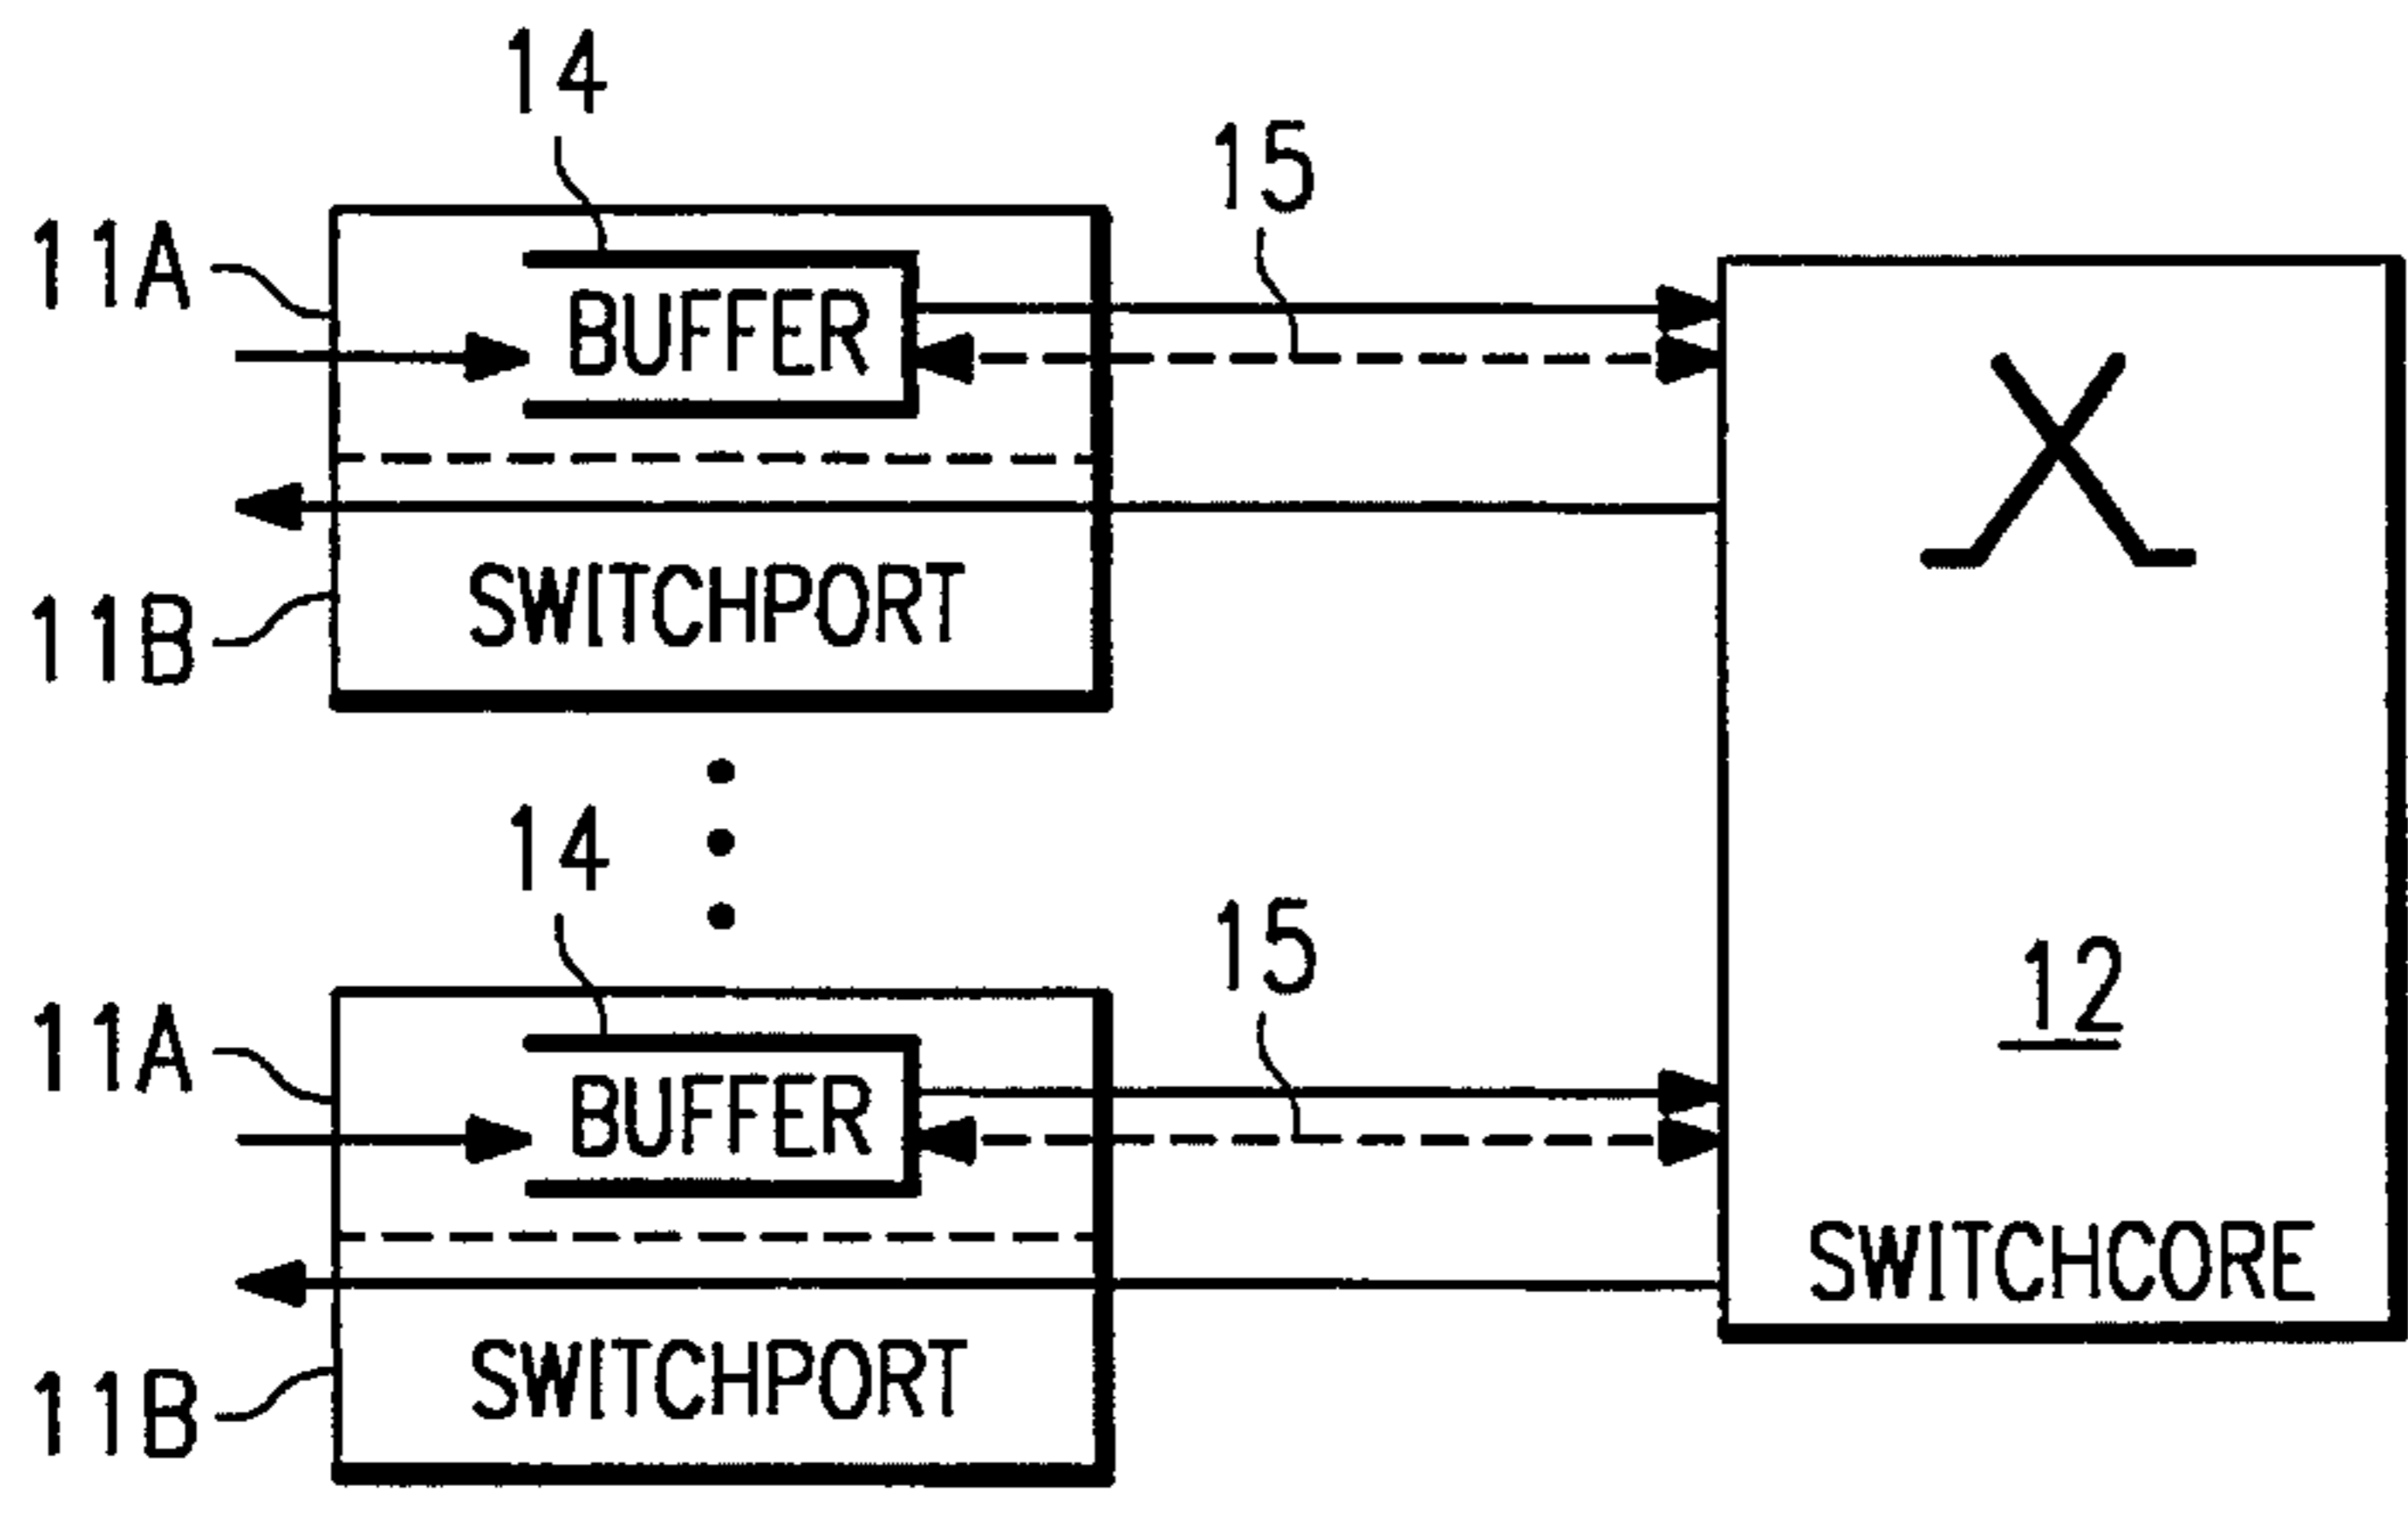 14
15
11A
BUFFER
X
11B
SWITCHPORT
14
15
12
11A
BUFFER
SWITCHCORE
11B
SWITCHPORT